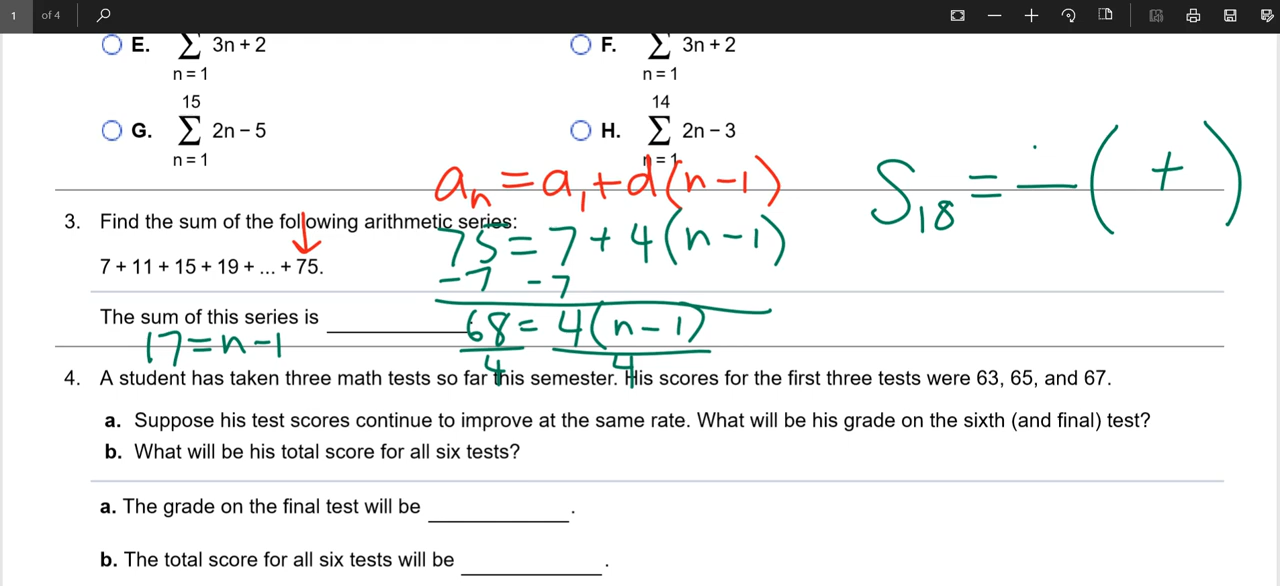 1 of 4
E. ∑ 3n + 2 F. ∑ 3n + 2
n = 1 n = 1
15 14
G. ∑ 2n − 5 H. ∑ 2n − 3
n = 1 n = 1
aₙ = a₁ + d(n − 1)
S₁₈ = — ( + )
3. Find the sum of the following arithmetic series:
75 = 7 + 4(n − 1)
7 + 11 + 15 + 19 + ... + 75.
−7 −7
The sum of this series is
68 = 4(n − 1)
17 = n − 1
4 4
4. A student has taken three math tests so far this semester. His scores for the first three tests were 63, 65, and 67.
a. Suppose his test scores continue to improve at the same rate. What will be his grade on the sixth (and final) test?
b. What will be his total score for all six tests?
a. The grade on the final test will be ______.
b. The total score for all six tests will be ______.